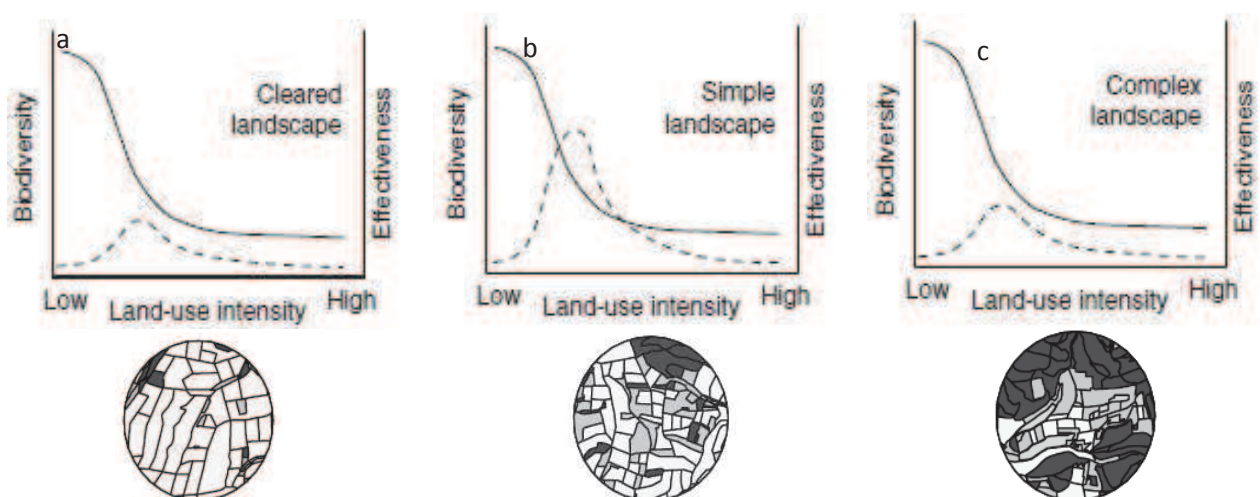 a
Cleared
landscape
Biodiversity
Effectiveness
Low
Land-use intensity
High
b
Simple
landscape
Biodiversity
Effectiveness
Low
Land-use intensity
High
c
Complex
landscape
Biodiversity
Effectiveness
Low
Land-use intensity
High